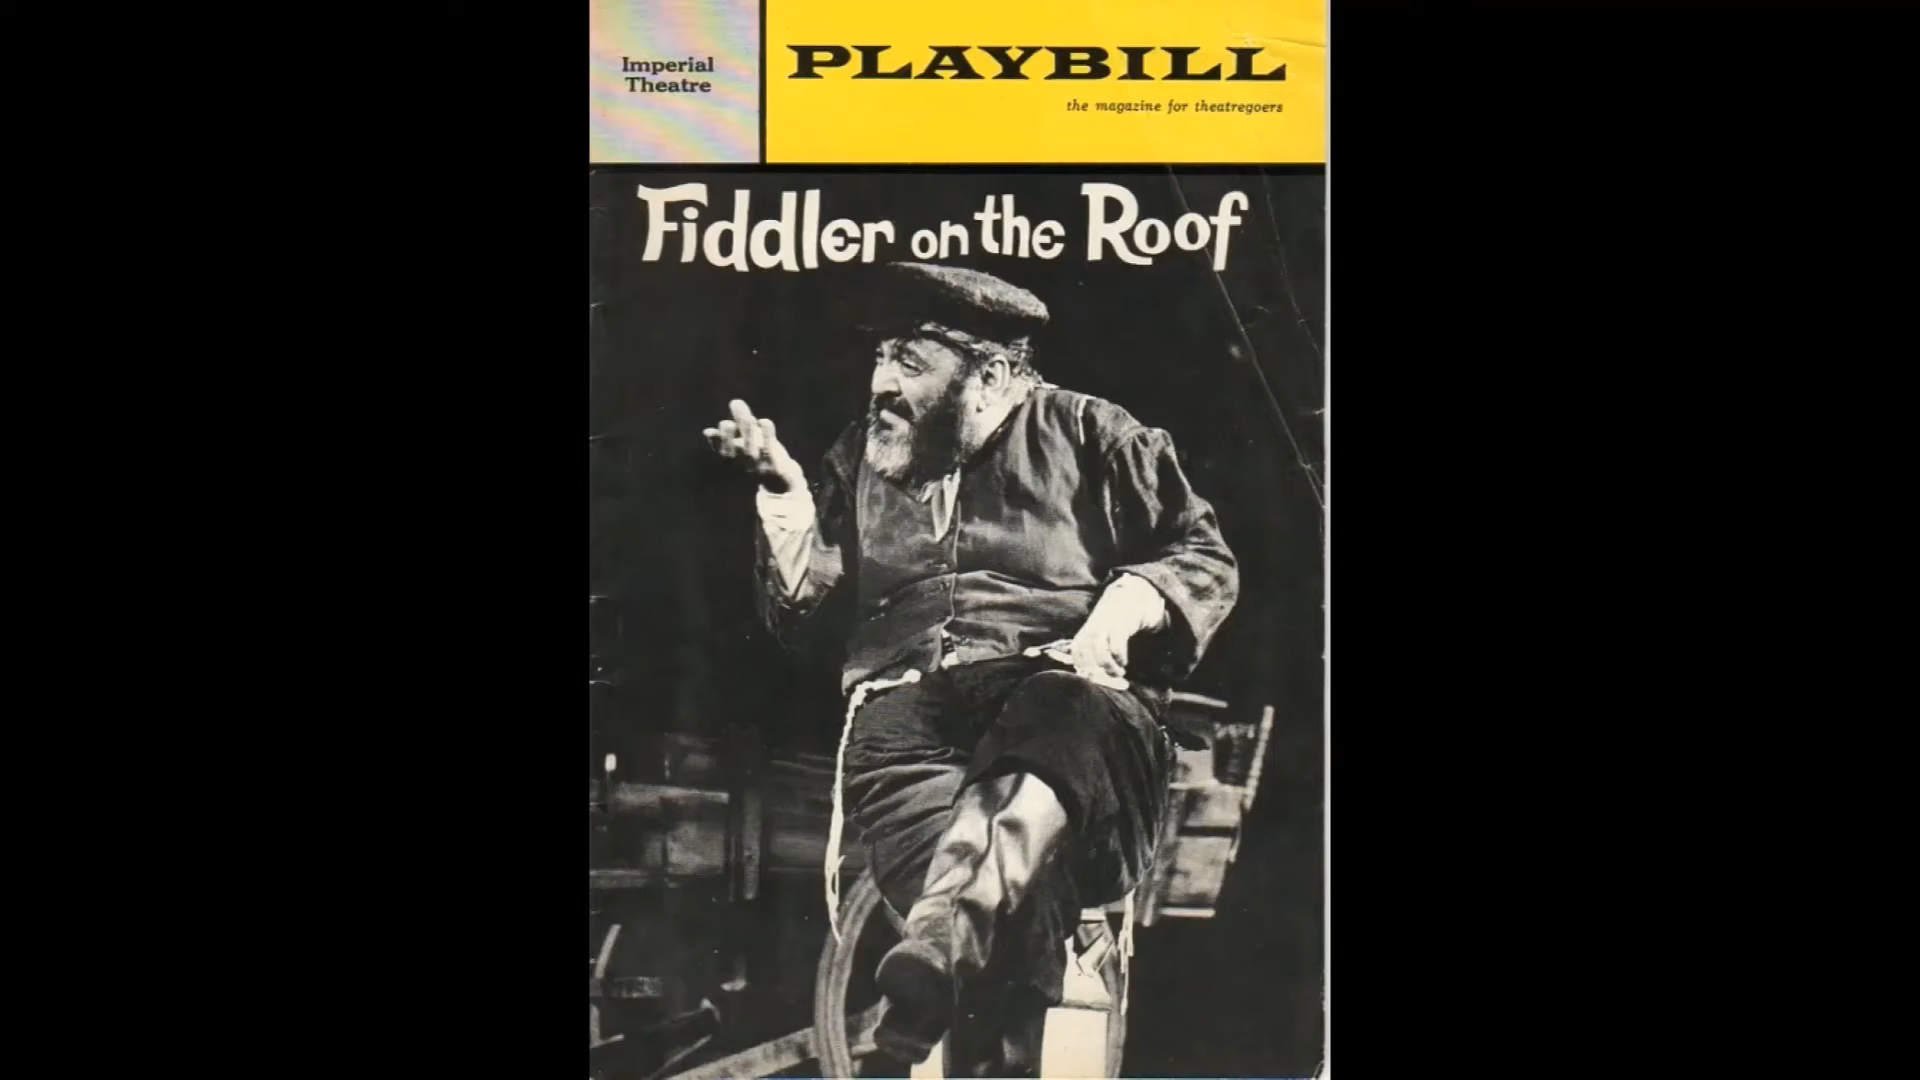 Imperial
Theatre
PLAYBILL
the magazine for theatregoers
Fiddler on the Roof